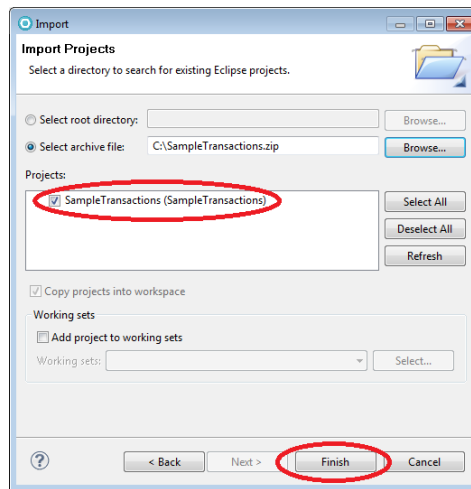 Import
Import Projects
Select a directory to search for existing Eclipse projects.
Select root directory: Browse...
Select archive file: C:\SampleTransactions.zip Browse...
Projects:
SampleTransactions (SampleTransactions) Select All
Deselect All
Refresh
Copy projects into workspace
Working sets
Add project to working sets
Working sets: Select...
? < Back Next > Finish Cancel